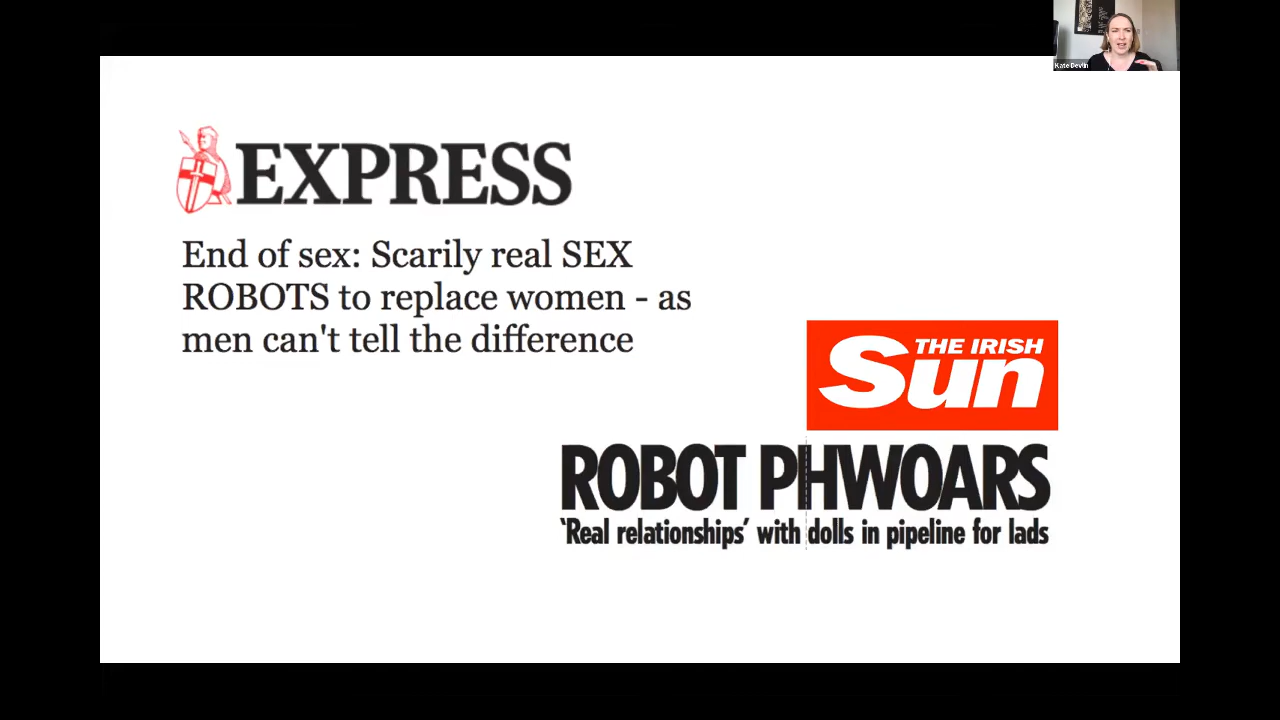 Kate Devlin
EXPRESS
End of sex: Scarily real SEX
ROBOTS to replace women - as
men can't tell the difference
THE IRISH
Sun
ROBOT PHWOARS
‘Real relationships’ with dolls in pipeline for lads